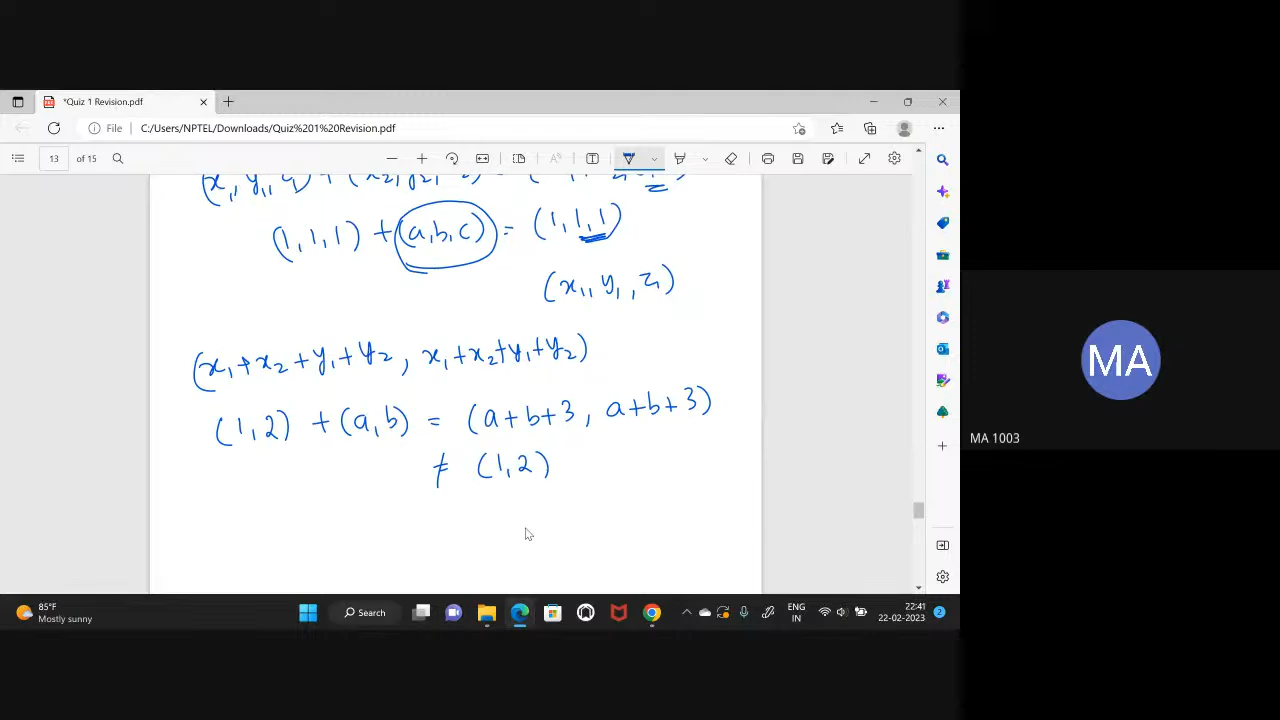 *Quiz 1 Revision.pdf
File C:/Users/NPTEL/Downloads/Quiz%201%20Revision.pdf
13 of 15
(1,1,1) + (a,b,c) = (1,1,1)
(x₁, y₁, z₁)
(x₁+x₂+y₁+y₂, x₁+x₂+y₁+y₂)
(1,2) + (a,b) = (a+b+3, a+b+3)
≠ (1,2)
MA
MA 1003
85°F
Mostly sunny
Search
ENG
IN
22:41
22-02-2023
2